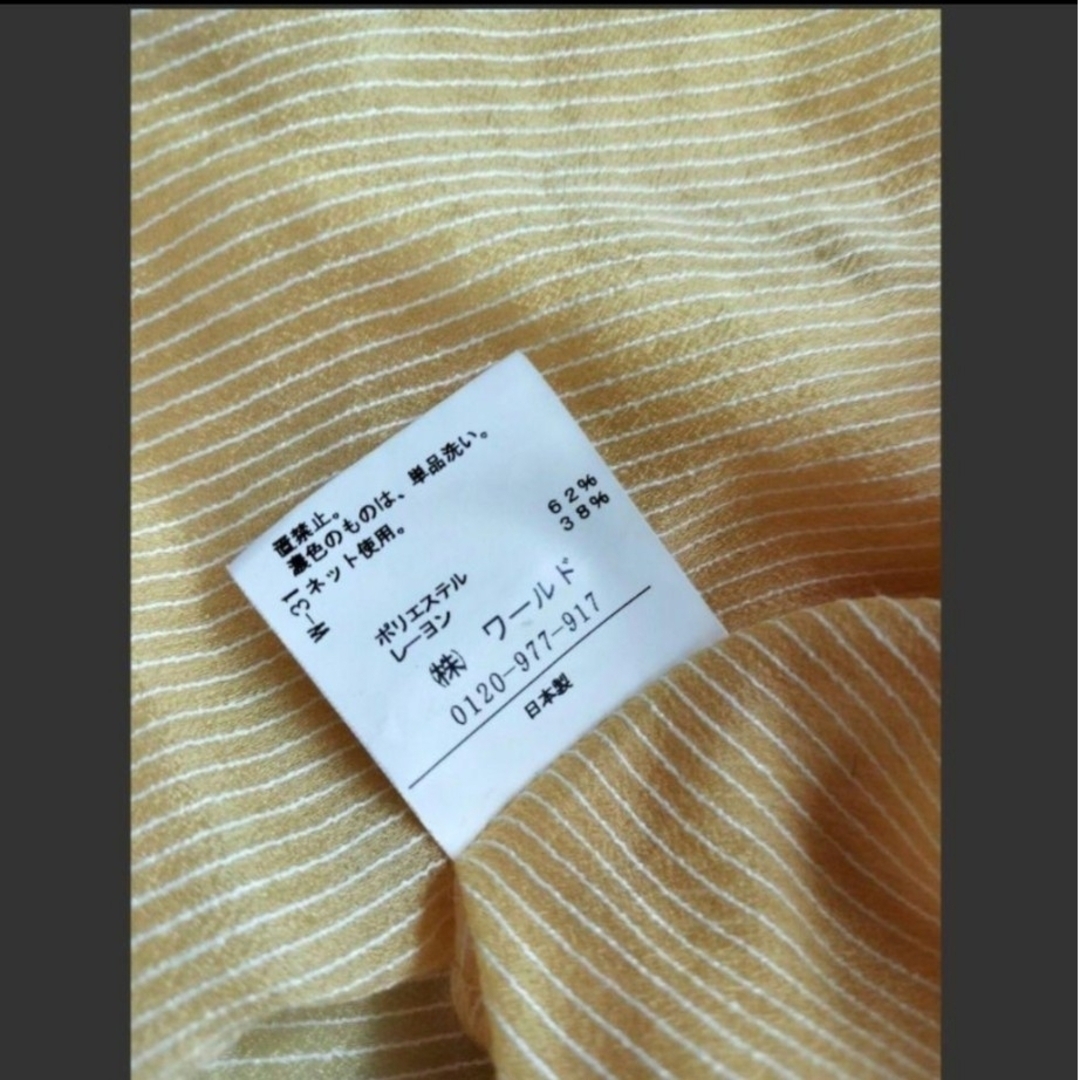 直禁止。
濃色のものは、単品洗い。
ネット使用。
W-31
ポリエステル 62%
レーヨン 38%
㈱ ワールド
0120-977-917
日本製